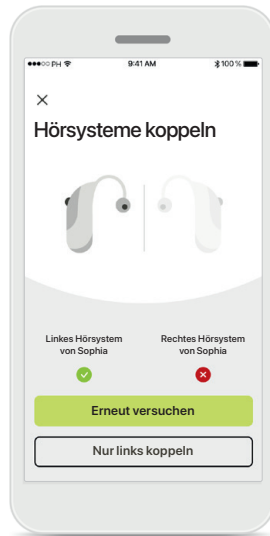 ●●●○○ PH 9:41 AM 100 %
Hörsysteme koppeln
Linkes Hörsystem Rechtes Hörsystem
von Sophia von Sophia
Erneut versuchen
Nur links koppeln